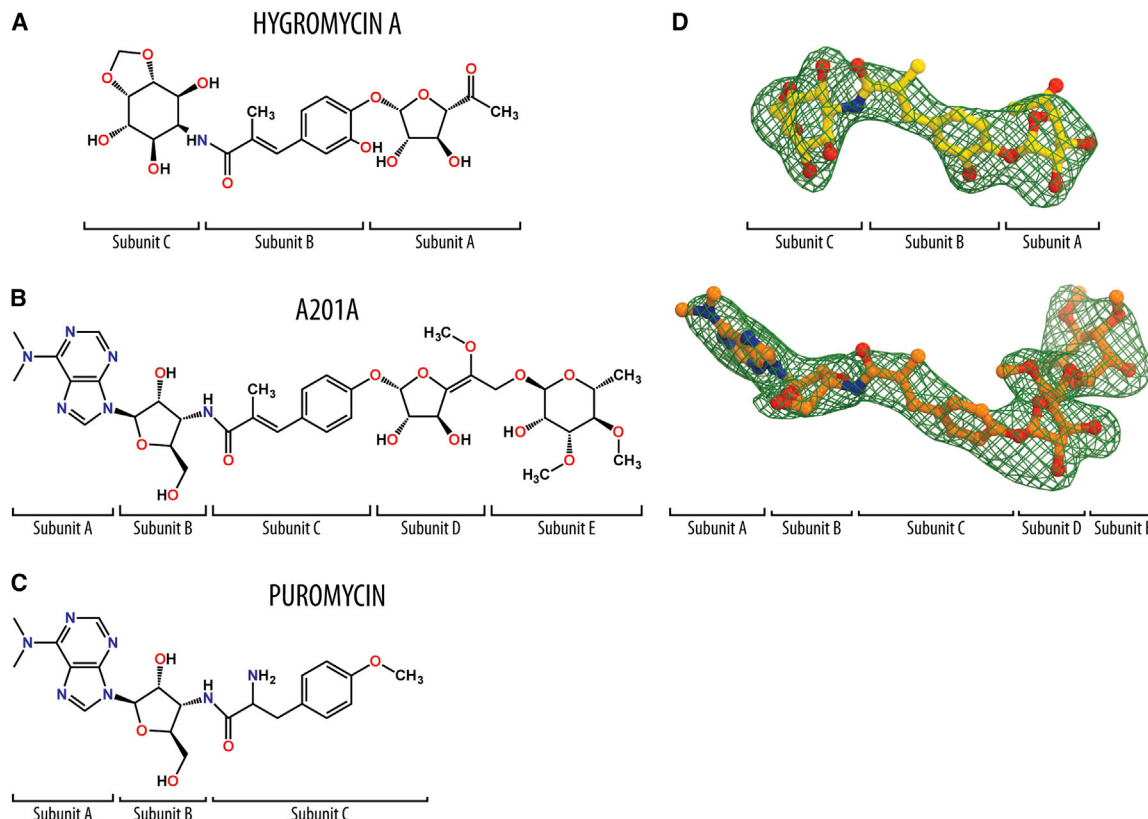 A
HYGROMYCIN A
O
O
OH
HO
OH
HN
O
CH3
O
OH
O
O
CH3
OH
OH
Subunit C
Subunit B
Subunit A
B
A201A
N
N
N
N
N
OH
O
HO
H
N
O
CH3
O
O
OH
OH
H3C
O
O
O
CH3
HO
O
H3C
O
CH3
Subunit A
Subunit B
Subunit C
Subunit D
Subunit E
C
PUROMYCIN
N
N
N
N
N
OH
O
HO
H
N
O
NH2
O
CH3
Subunit A
Subunit B
Subunit C
D
Subunit C
Subunit B
Subunit A
Subunit A
Subunit B
Subunit C
Subunit D
Subunit E